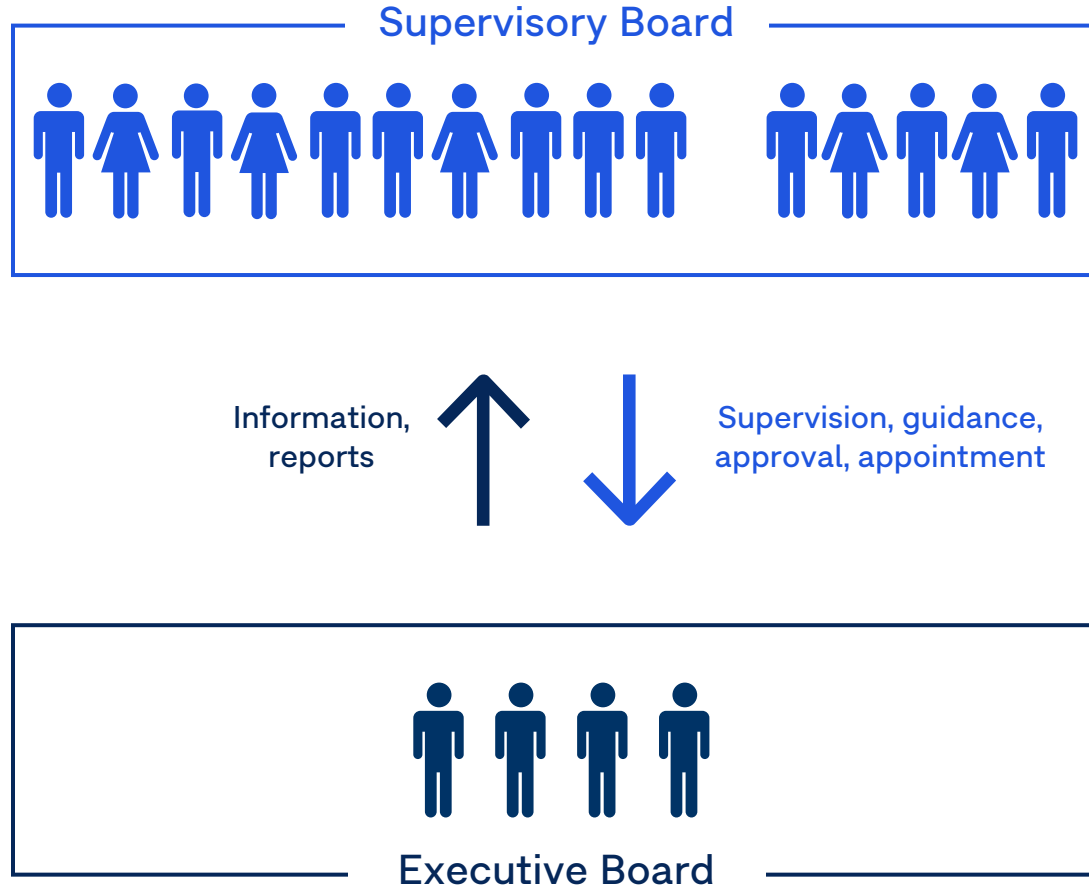 Supervisory Board
Information,
reports
Supervision, guidance,
approval, appointment
Executive Board